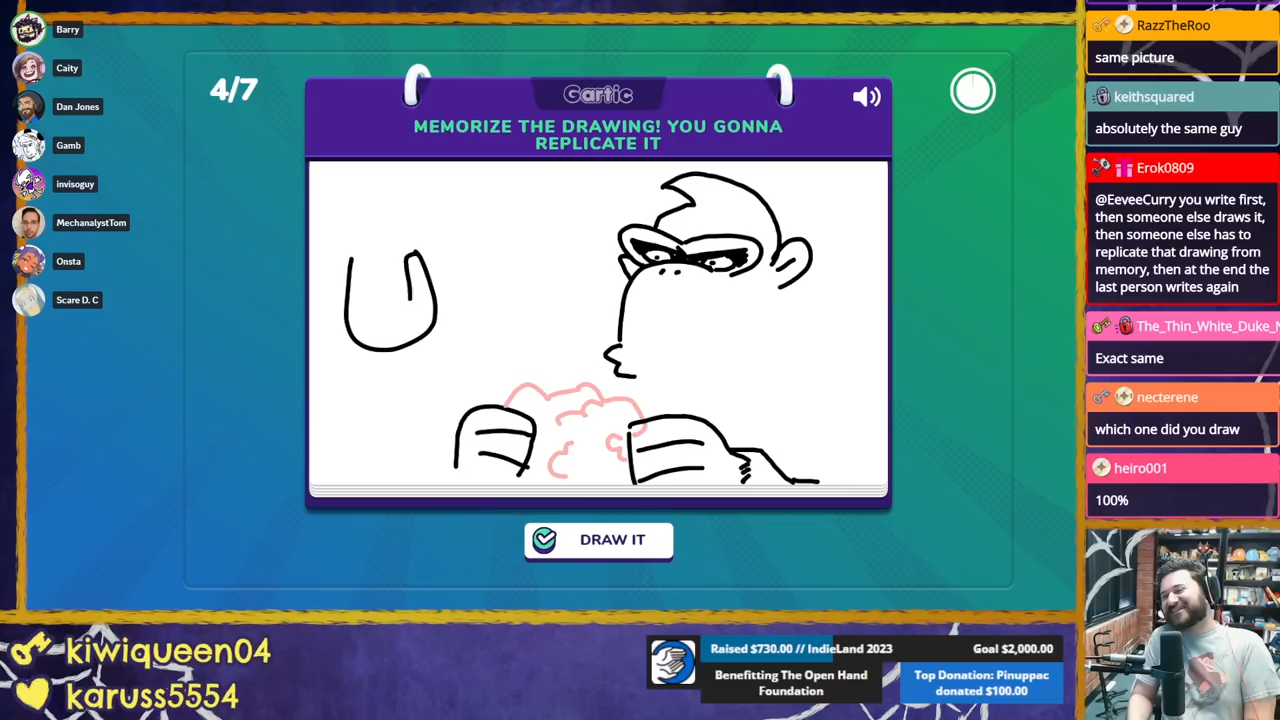 Barry
Caity
Dan Jones
Gamb
invisoguy
MechanalystTom
Onsta
Scare D. C
4/7
Gartic
MEMORIZE THE DRAWING! YOU GONNA
REPLICATE IT
U
DRAW IT
RazzTheRoo
same picture
keithsquared
absolutely the same guy
Erok0809
@EeveeCurry you write first,
then someone else draws it,
then someone else has to
replicate that drawing from
memory, then at the end the
last person writes again
The_Thin_White_Duke_
Exact same
necterene
which one did you draw
heiro001
100%
kiwiqueen04
karuss5554
Raised $730.00 // IndieLand 2023
Goal $2,000.00
Benefitting The Open Hand
Foundation
Top Donation: Pinuppac
donated $100.00